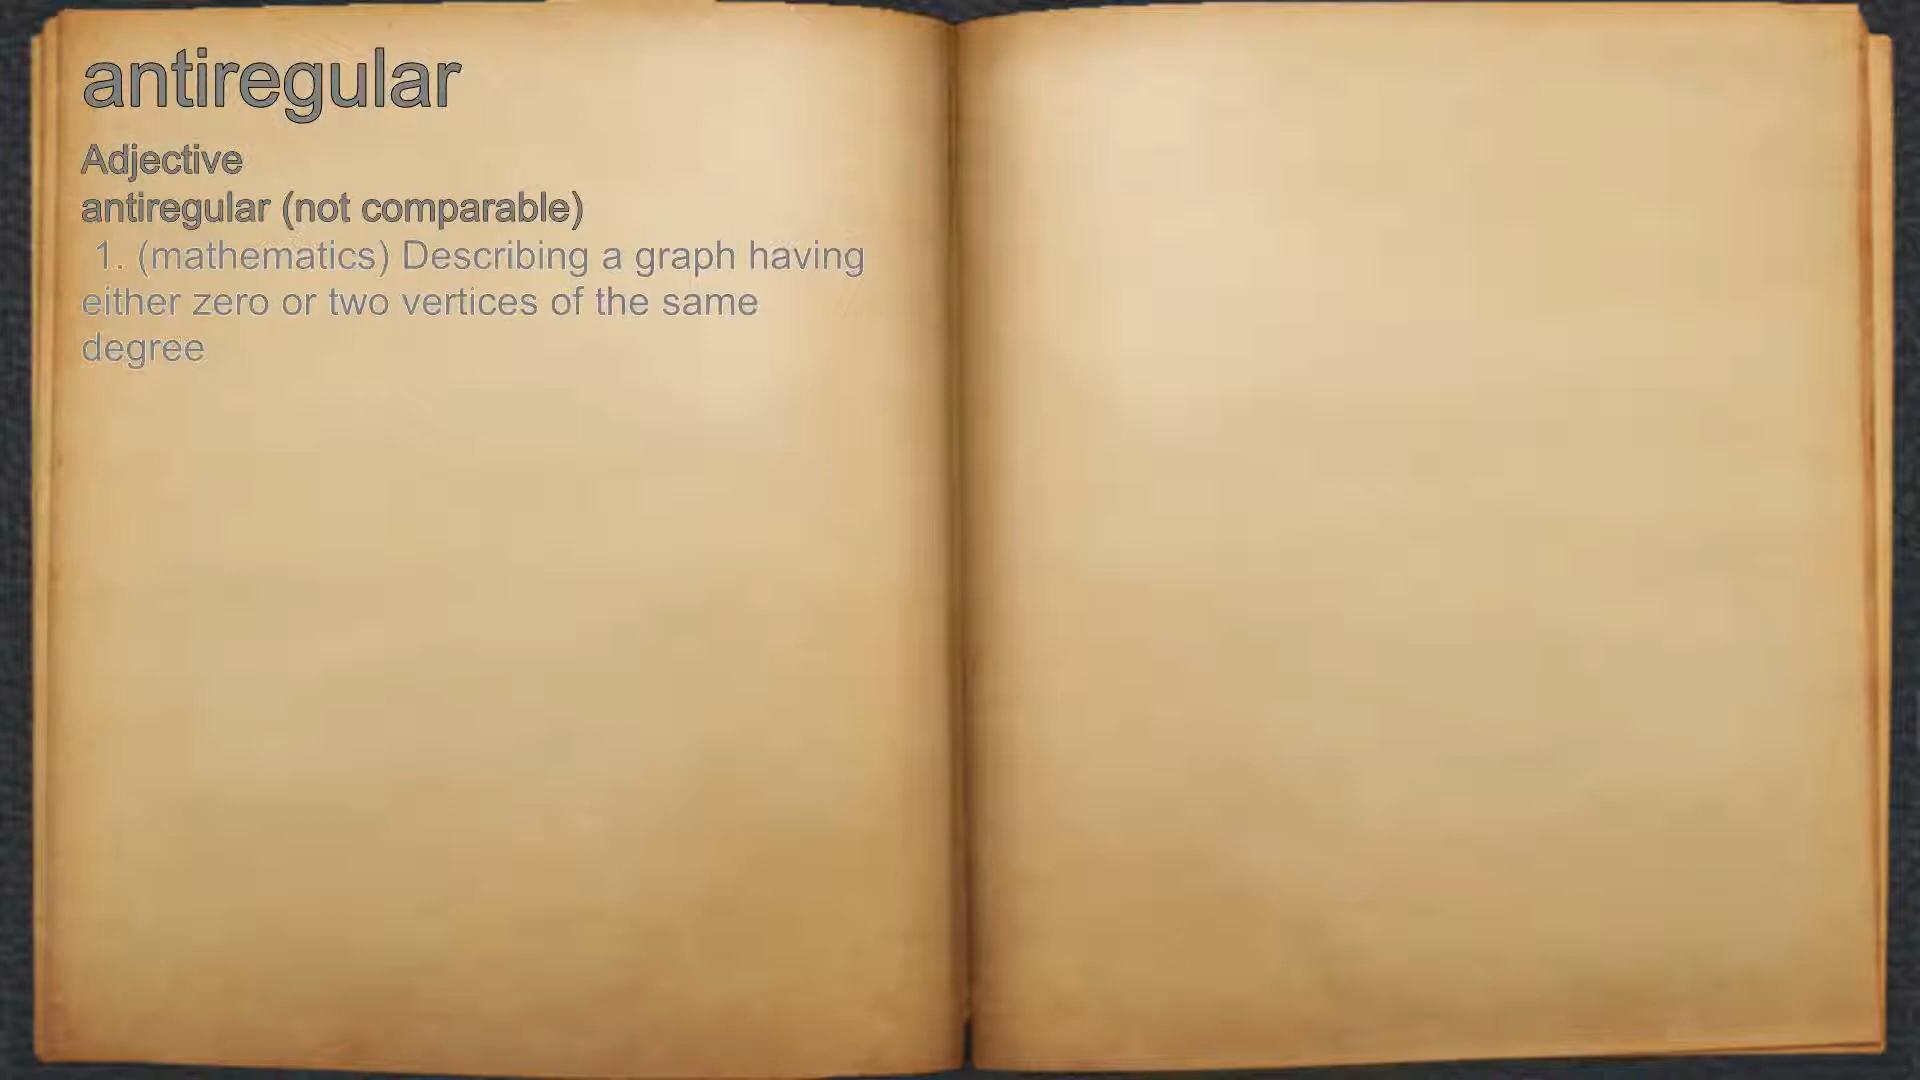 antiregular
Adjective
antiregular (not comparable)
1. (mathematics) Describing a graph having
either zero or two vertices of the same
degree